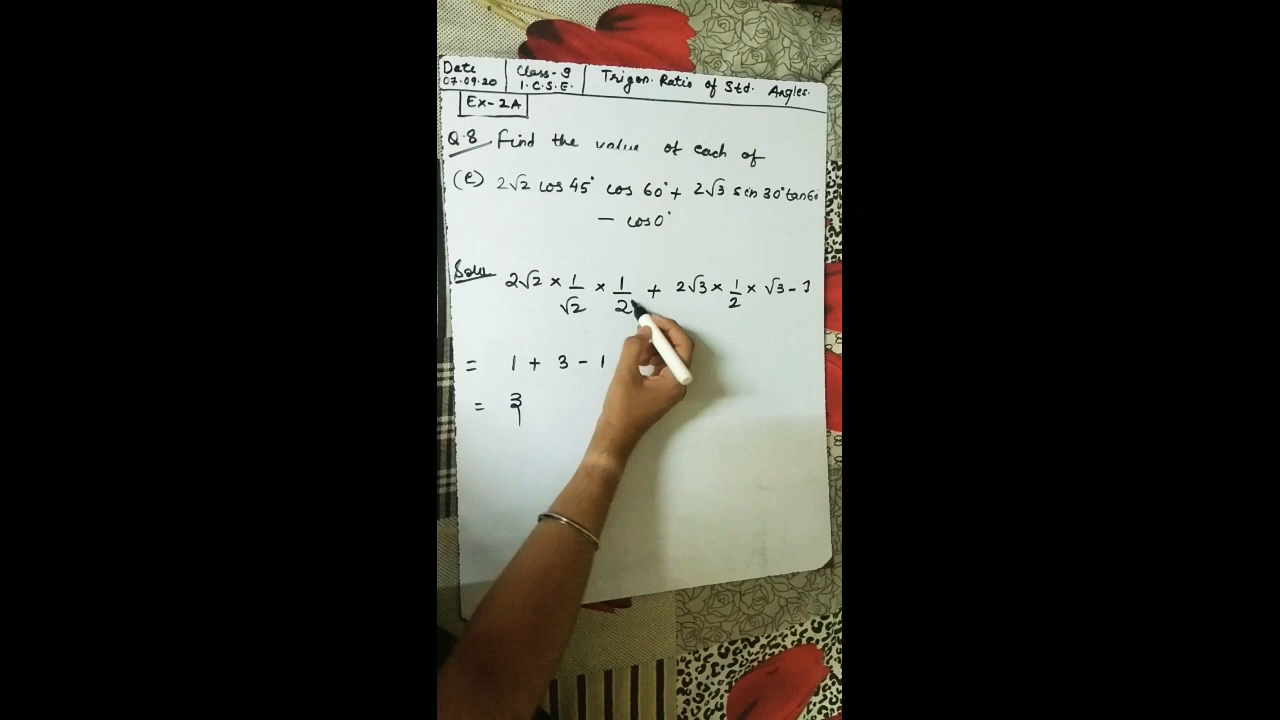 Date 07.09.20 Class-9 I.C.S.E. Trigon. Ratio of Std. Angles.
Ex-2A
Q.8 Find the value of each of
(e) 2√2 cos 45° cos 60° + 2√3 sin 30° tan 60
— cos 0°
Solu 2√2 × 1/√2 × 1/2 + 2√3 × 1/2 × √3 - 1
= 1 + 3 - 1
= 3